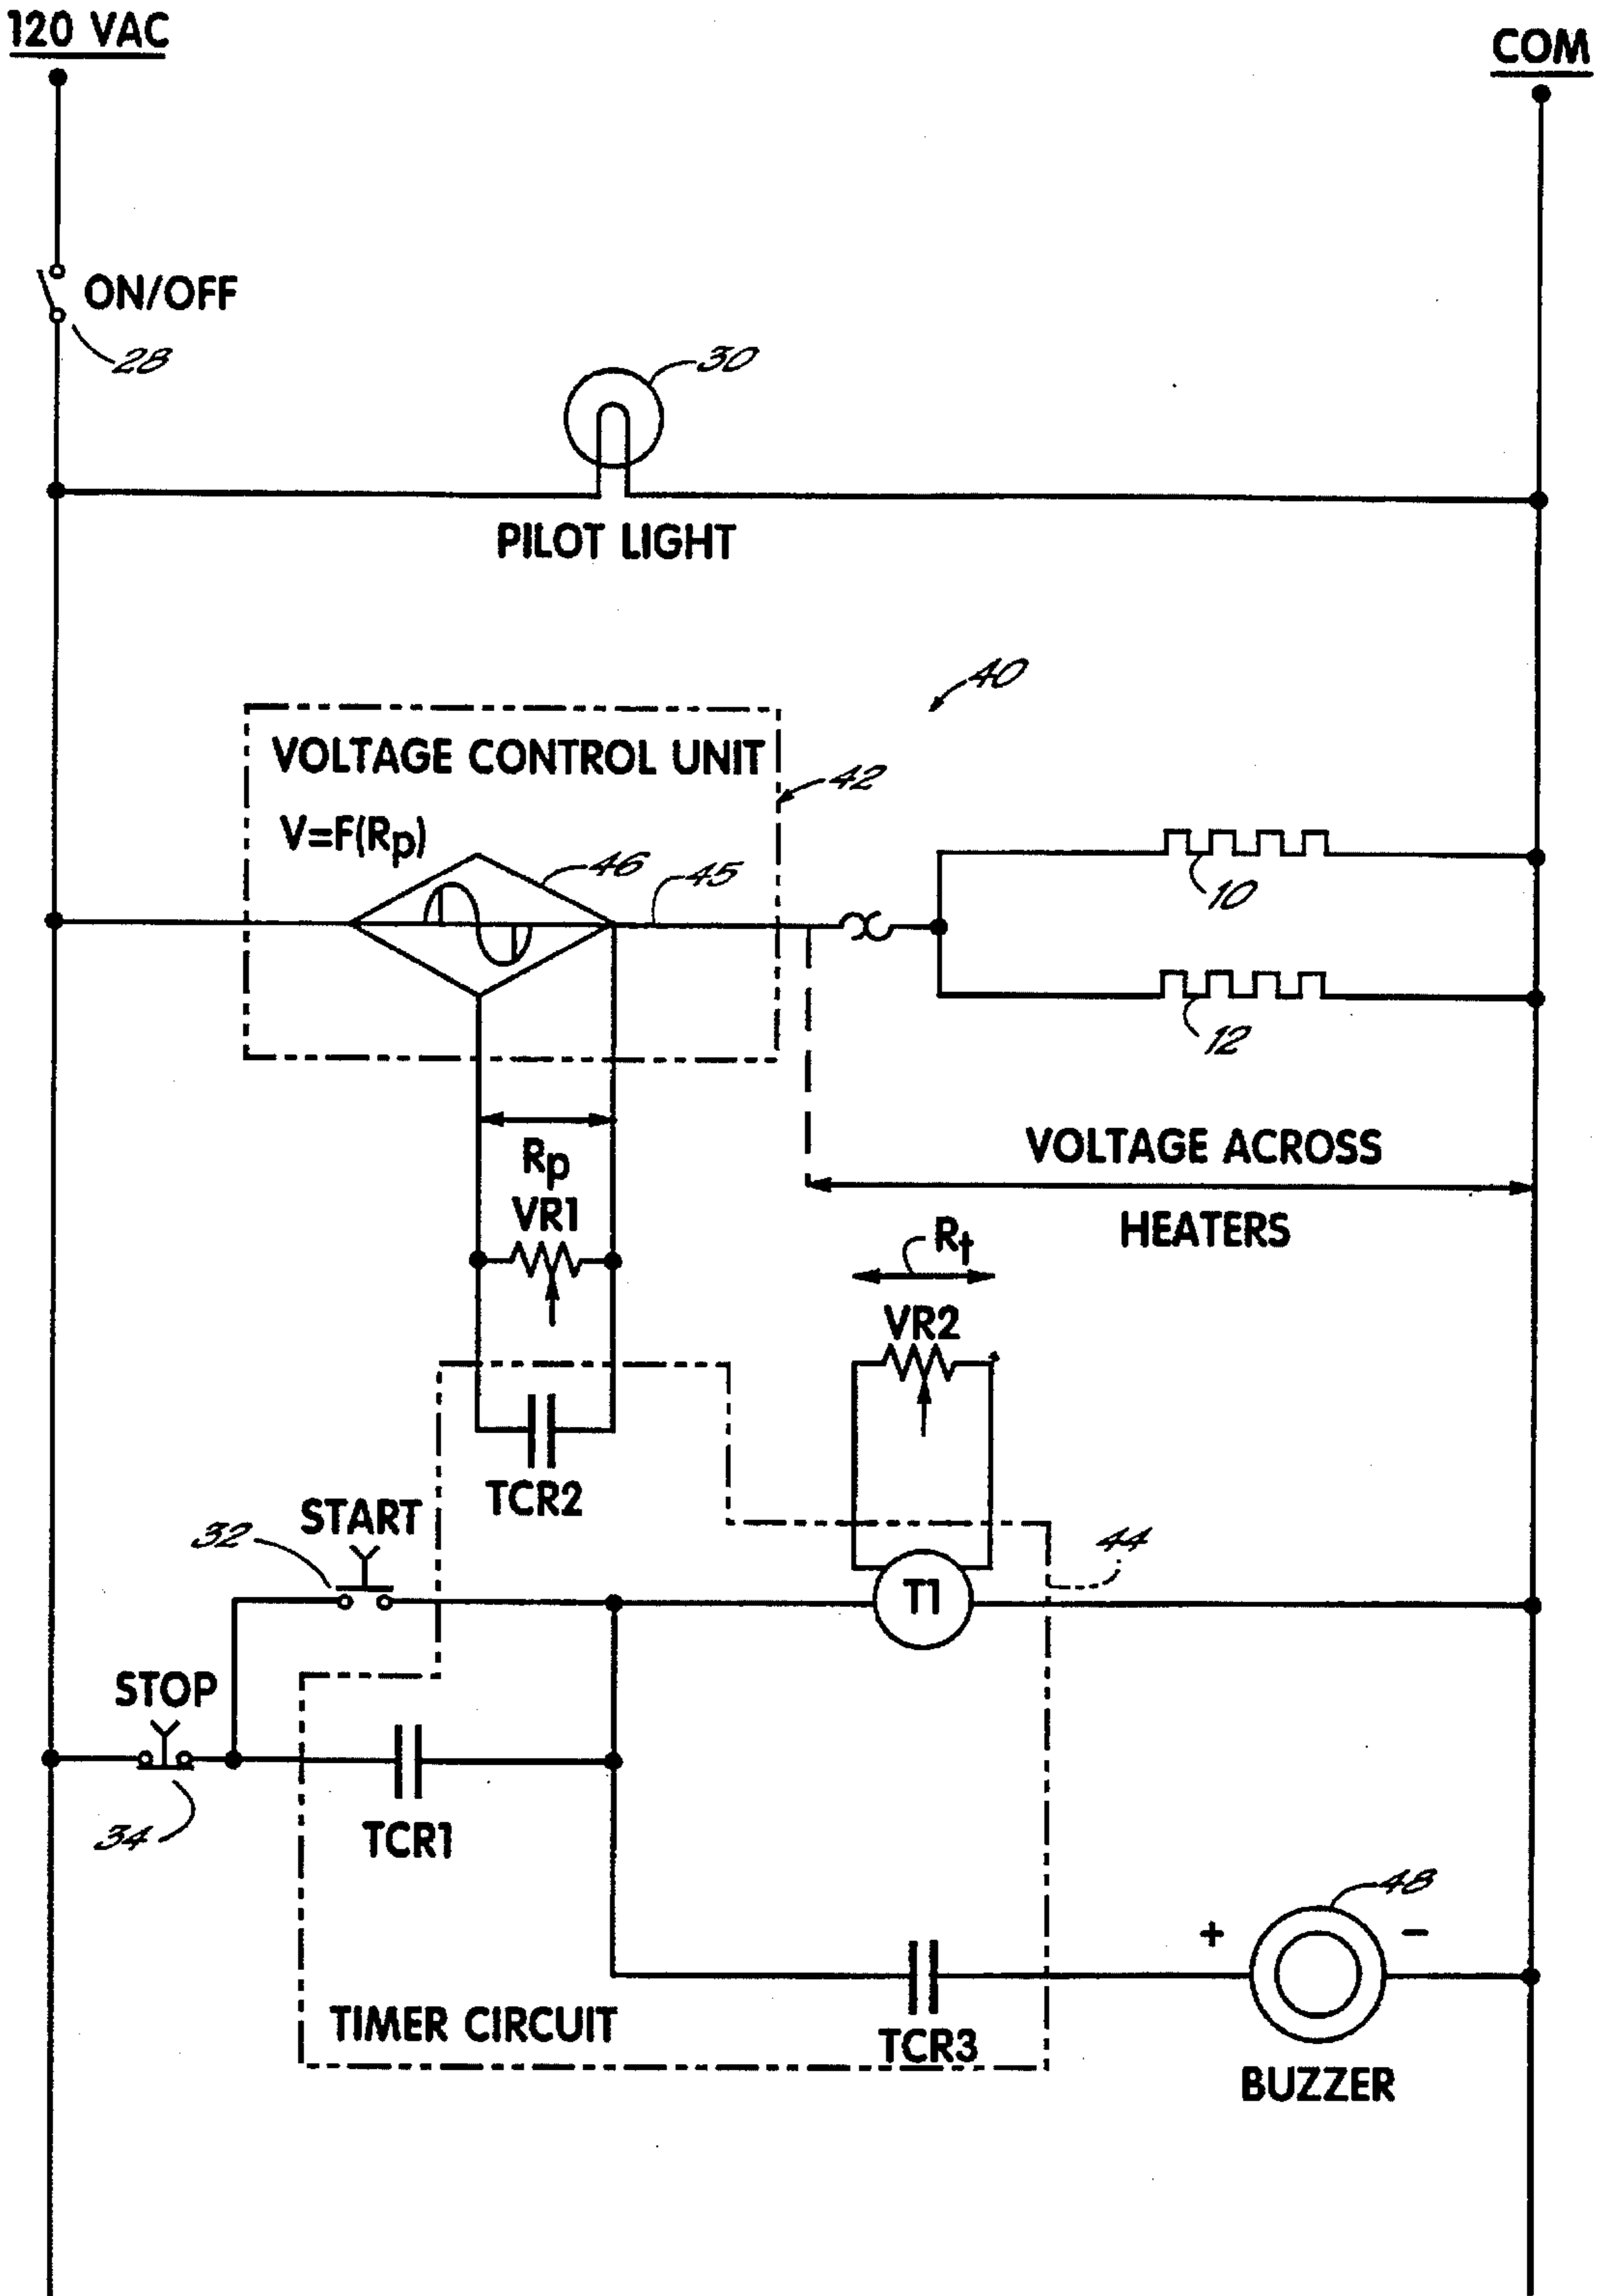 120 VAC
COM
ON/OFF
28
30
PILOT LIGHT
40
VOLTAGE CONTROL UNIT
42
V=F(Rp)
46
45
10
12
Rp
VR1
VOLTAGE ACROSS
HEATERS
Rt
VR2
TCR2
START
32
44
T1
STOP
34
TCR1
48
+
−
TIMER CIRCUIT
TCR3
BUZZER